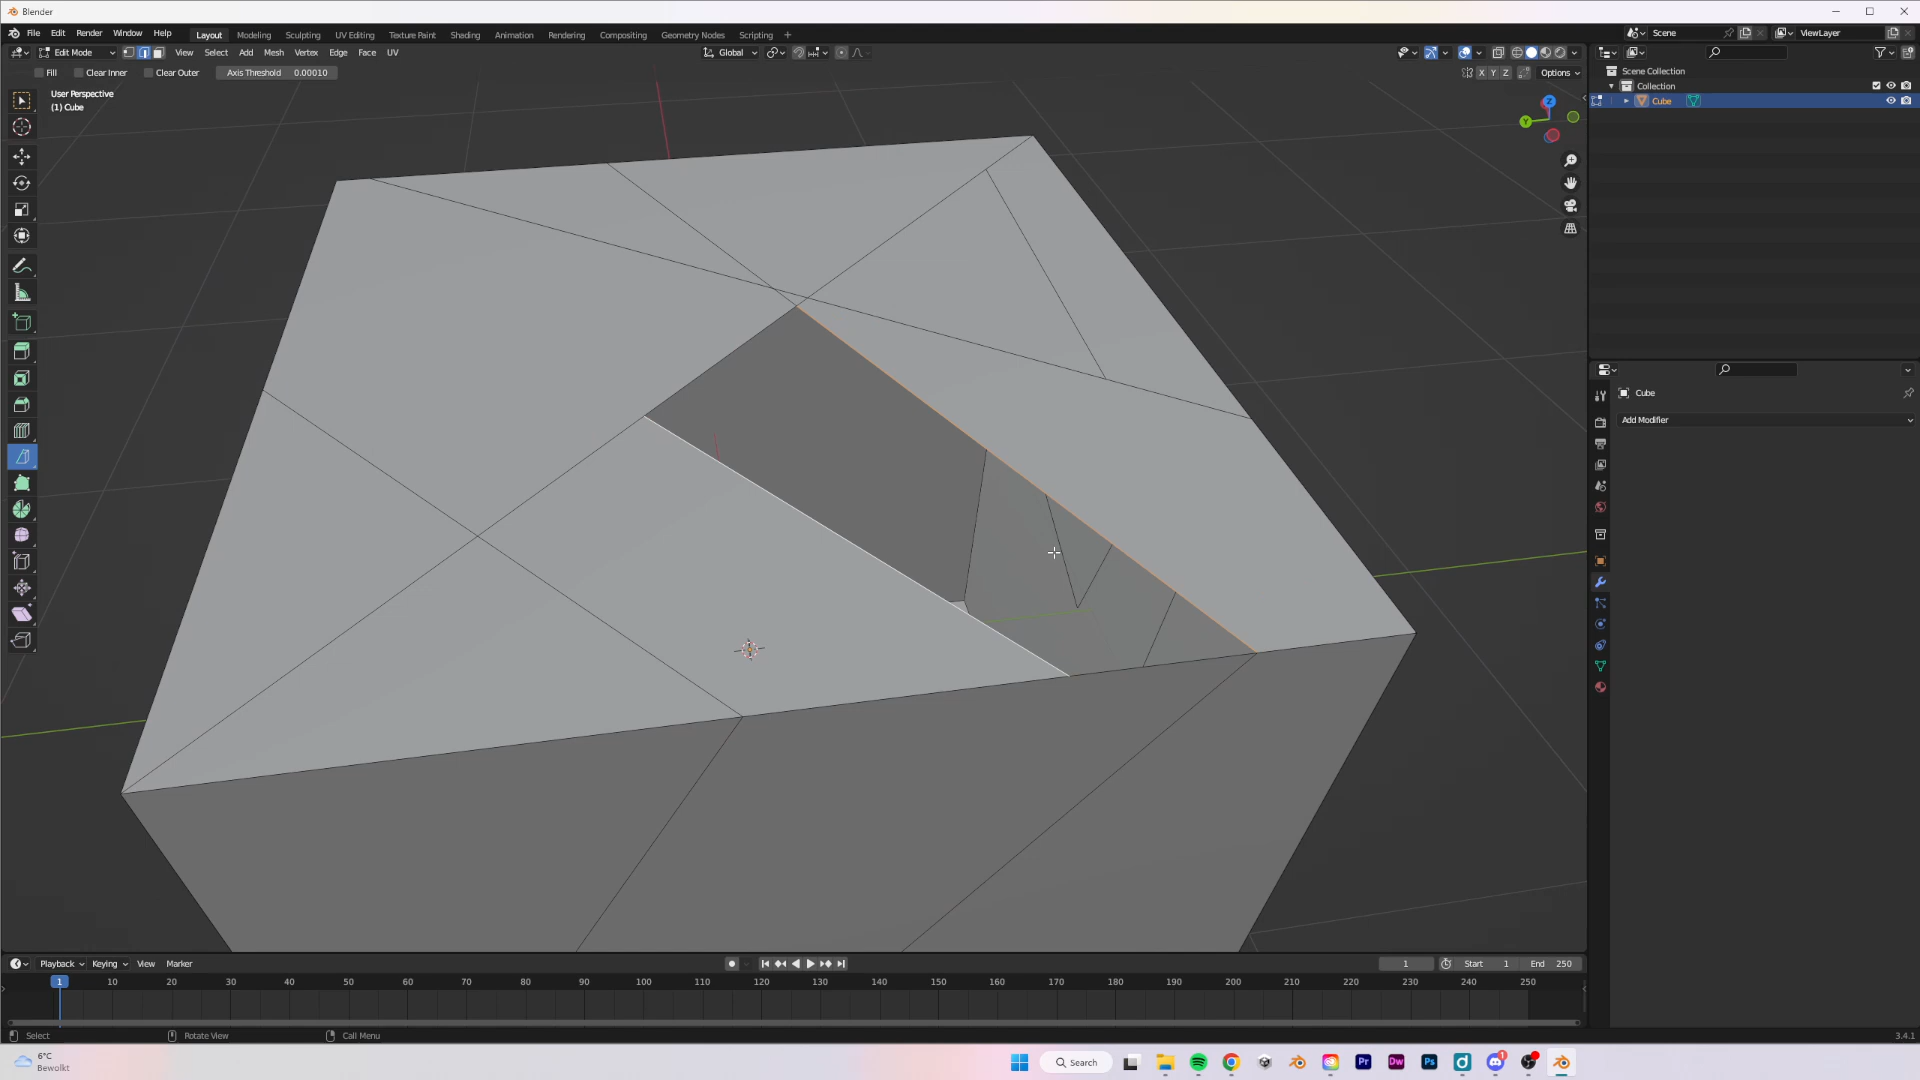 Blender
File Edit Render Window Help
Layout Modeling Sculpting UV Editing Texture Paint Shading Animation Rendering Compositing Geometry Nodes Scripting +
Scene ViewLayer
Edit Mode View Select Add Mesh Vertex Edge Face UV
Global
Fill Clear Inner Clear Outer Axis Threshold 0.00010
X Y Z Options
Scene Collection
Collection
Cube
User Perspective
(1) Cube
Z
Y
Cube
Add Modifier
Playback Keying View Marker
1 Start 1 End 250
1 10 20 30 40 50 60 70 80 90 100 110 120 130 140 150 160 170 180 190 200 210 220 230 240 250
Select Rotate View Call Menu 3.4.1
6°C
Bewolkt
Search Pr Dw Ps 1